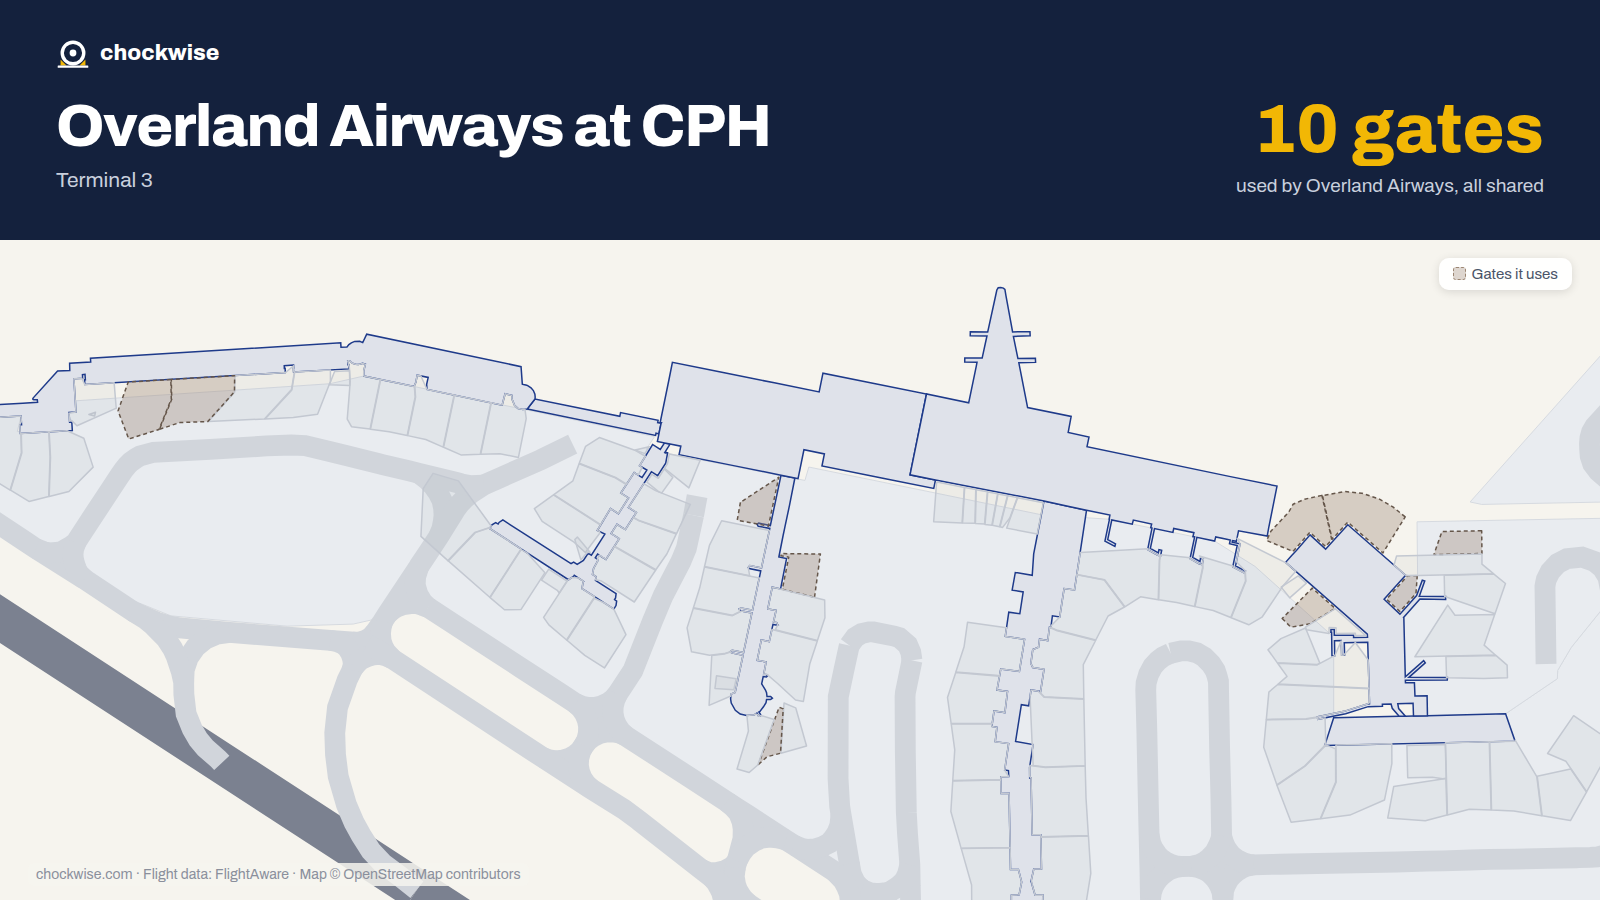 chockwise
Overland Airways at CPH
Terminal 3
10 gates
used by Overland Airways, all shared
Gates it uses
chockwise.com · Flight data: FlightAware · Map © OpenStreetMap contributors